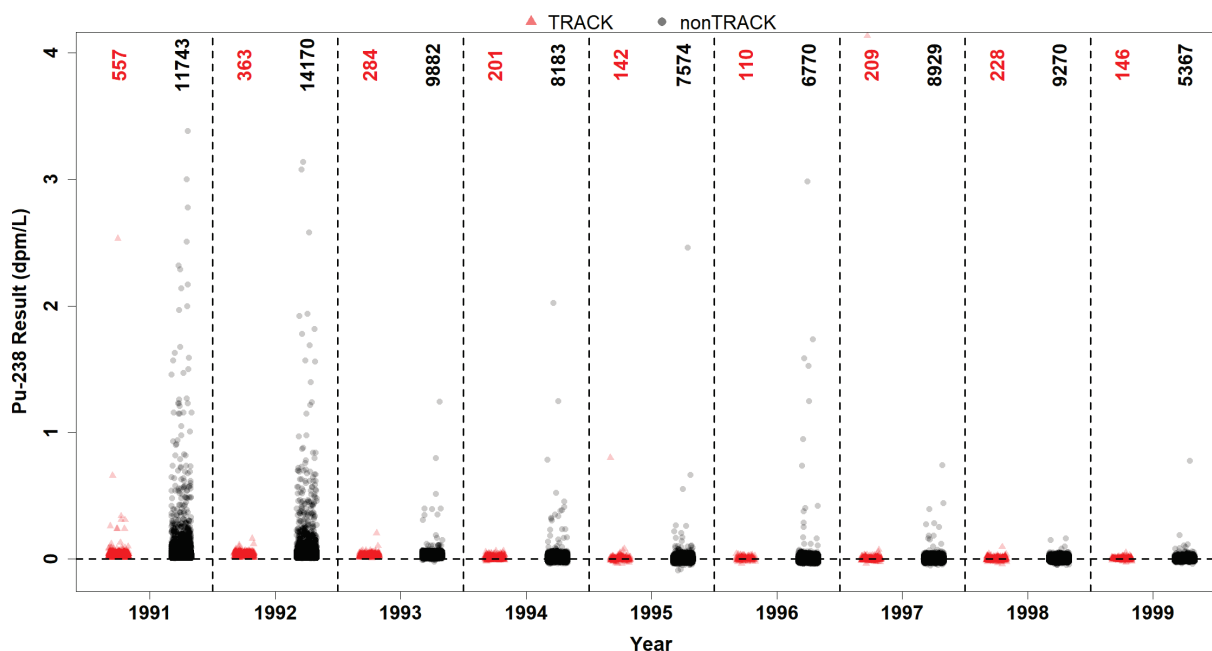 TRACK nonTRACK
557 11743 363 14170 284 9882 201 8183 142 7574 110 6770 209 8929 228 9270 146 5367
4
3
2
1
0
Pu-238 Result (dpm/L)
1991 1992 1993 1994 1995 1996 1997 1998 1999
Year